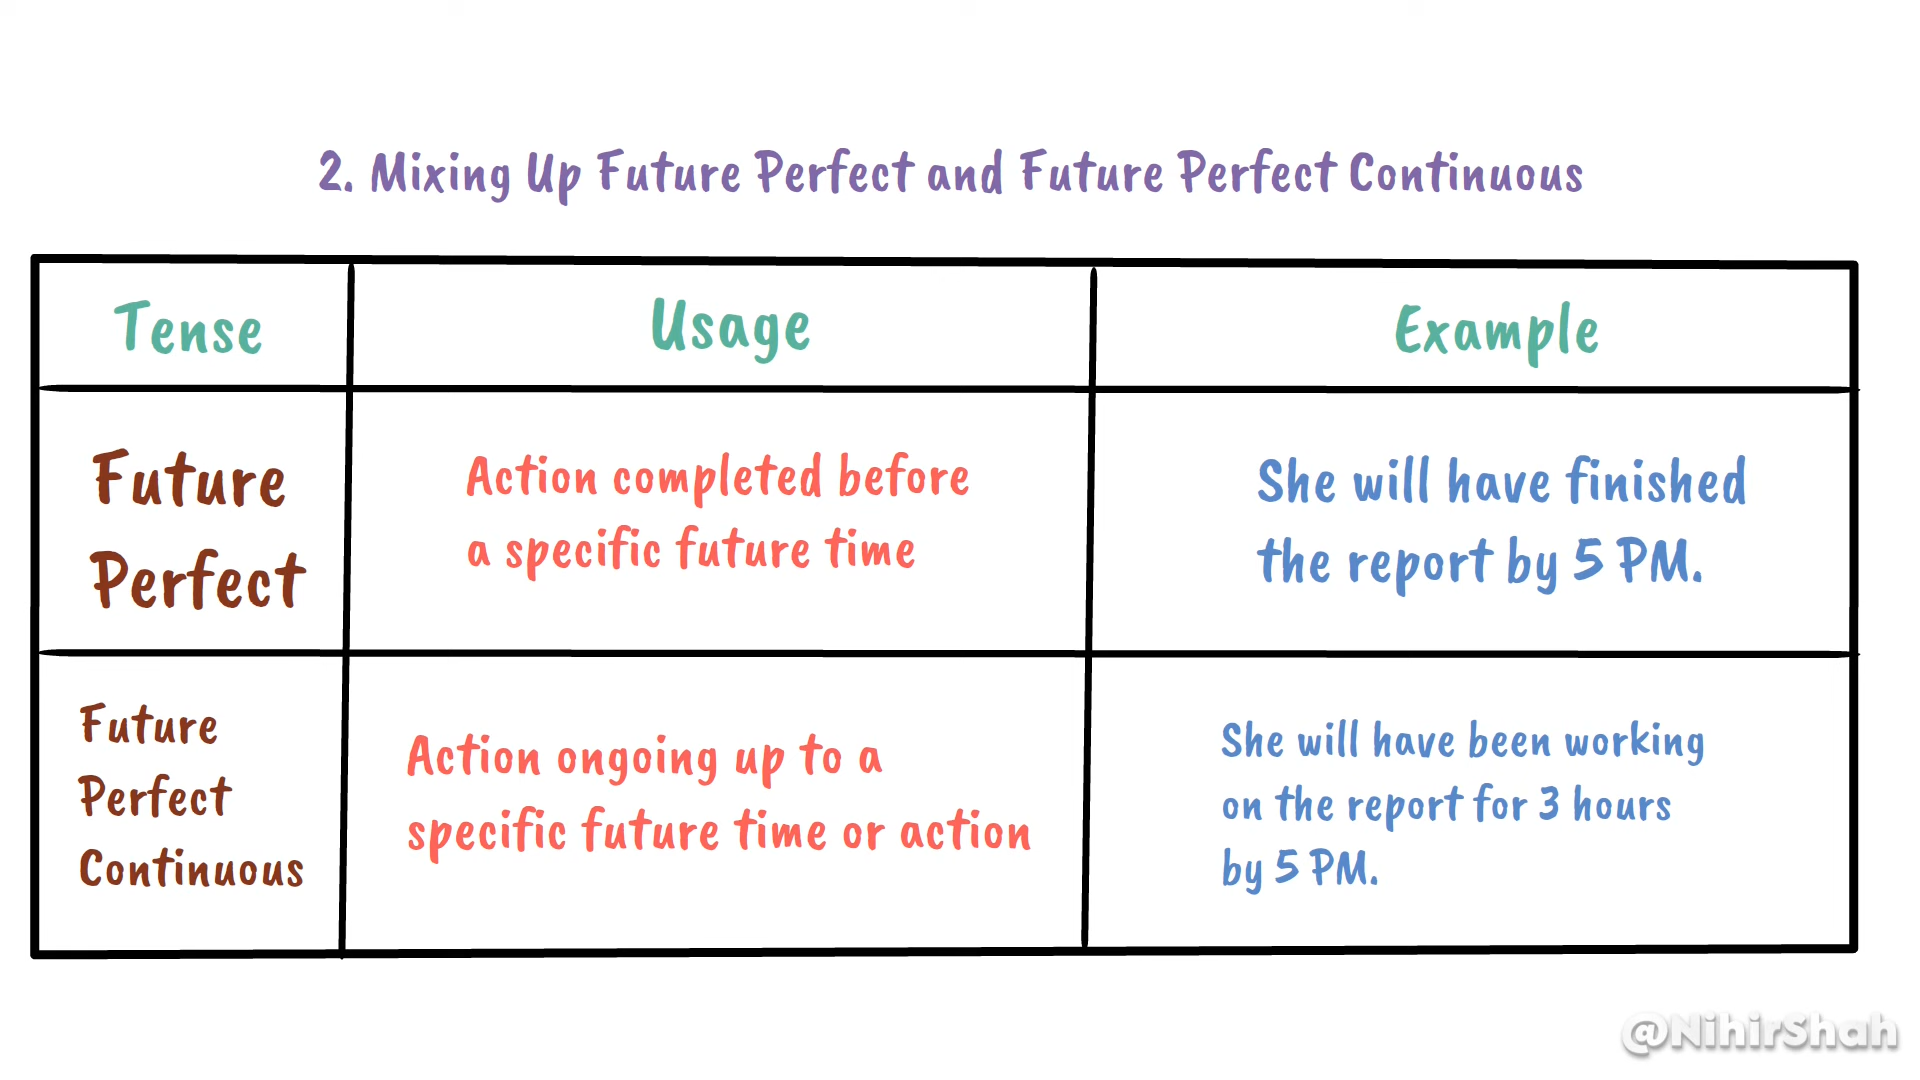 2. Mixing Up Future Perfect and Future Perfect Continuous
Tense
Usage
Example
Future
Perfect
Action completed before
a specific future time
She will have finished
the report by 5 PM.
Future
Perfect
Continuous
Action ongoing up to a
specific future time or action
She will have been working
on the report for 3 hours
by 5 PM.
@NihirShah